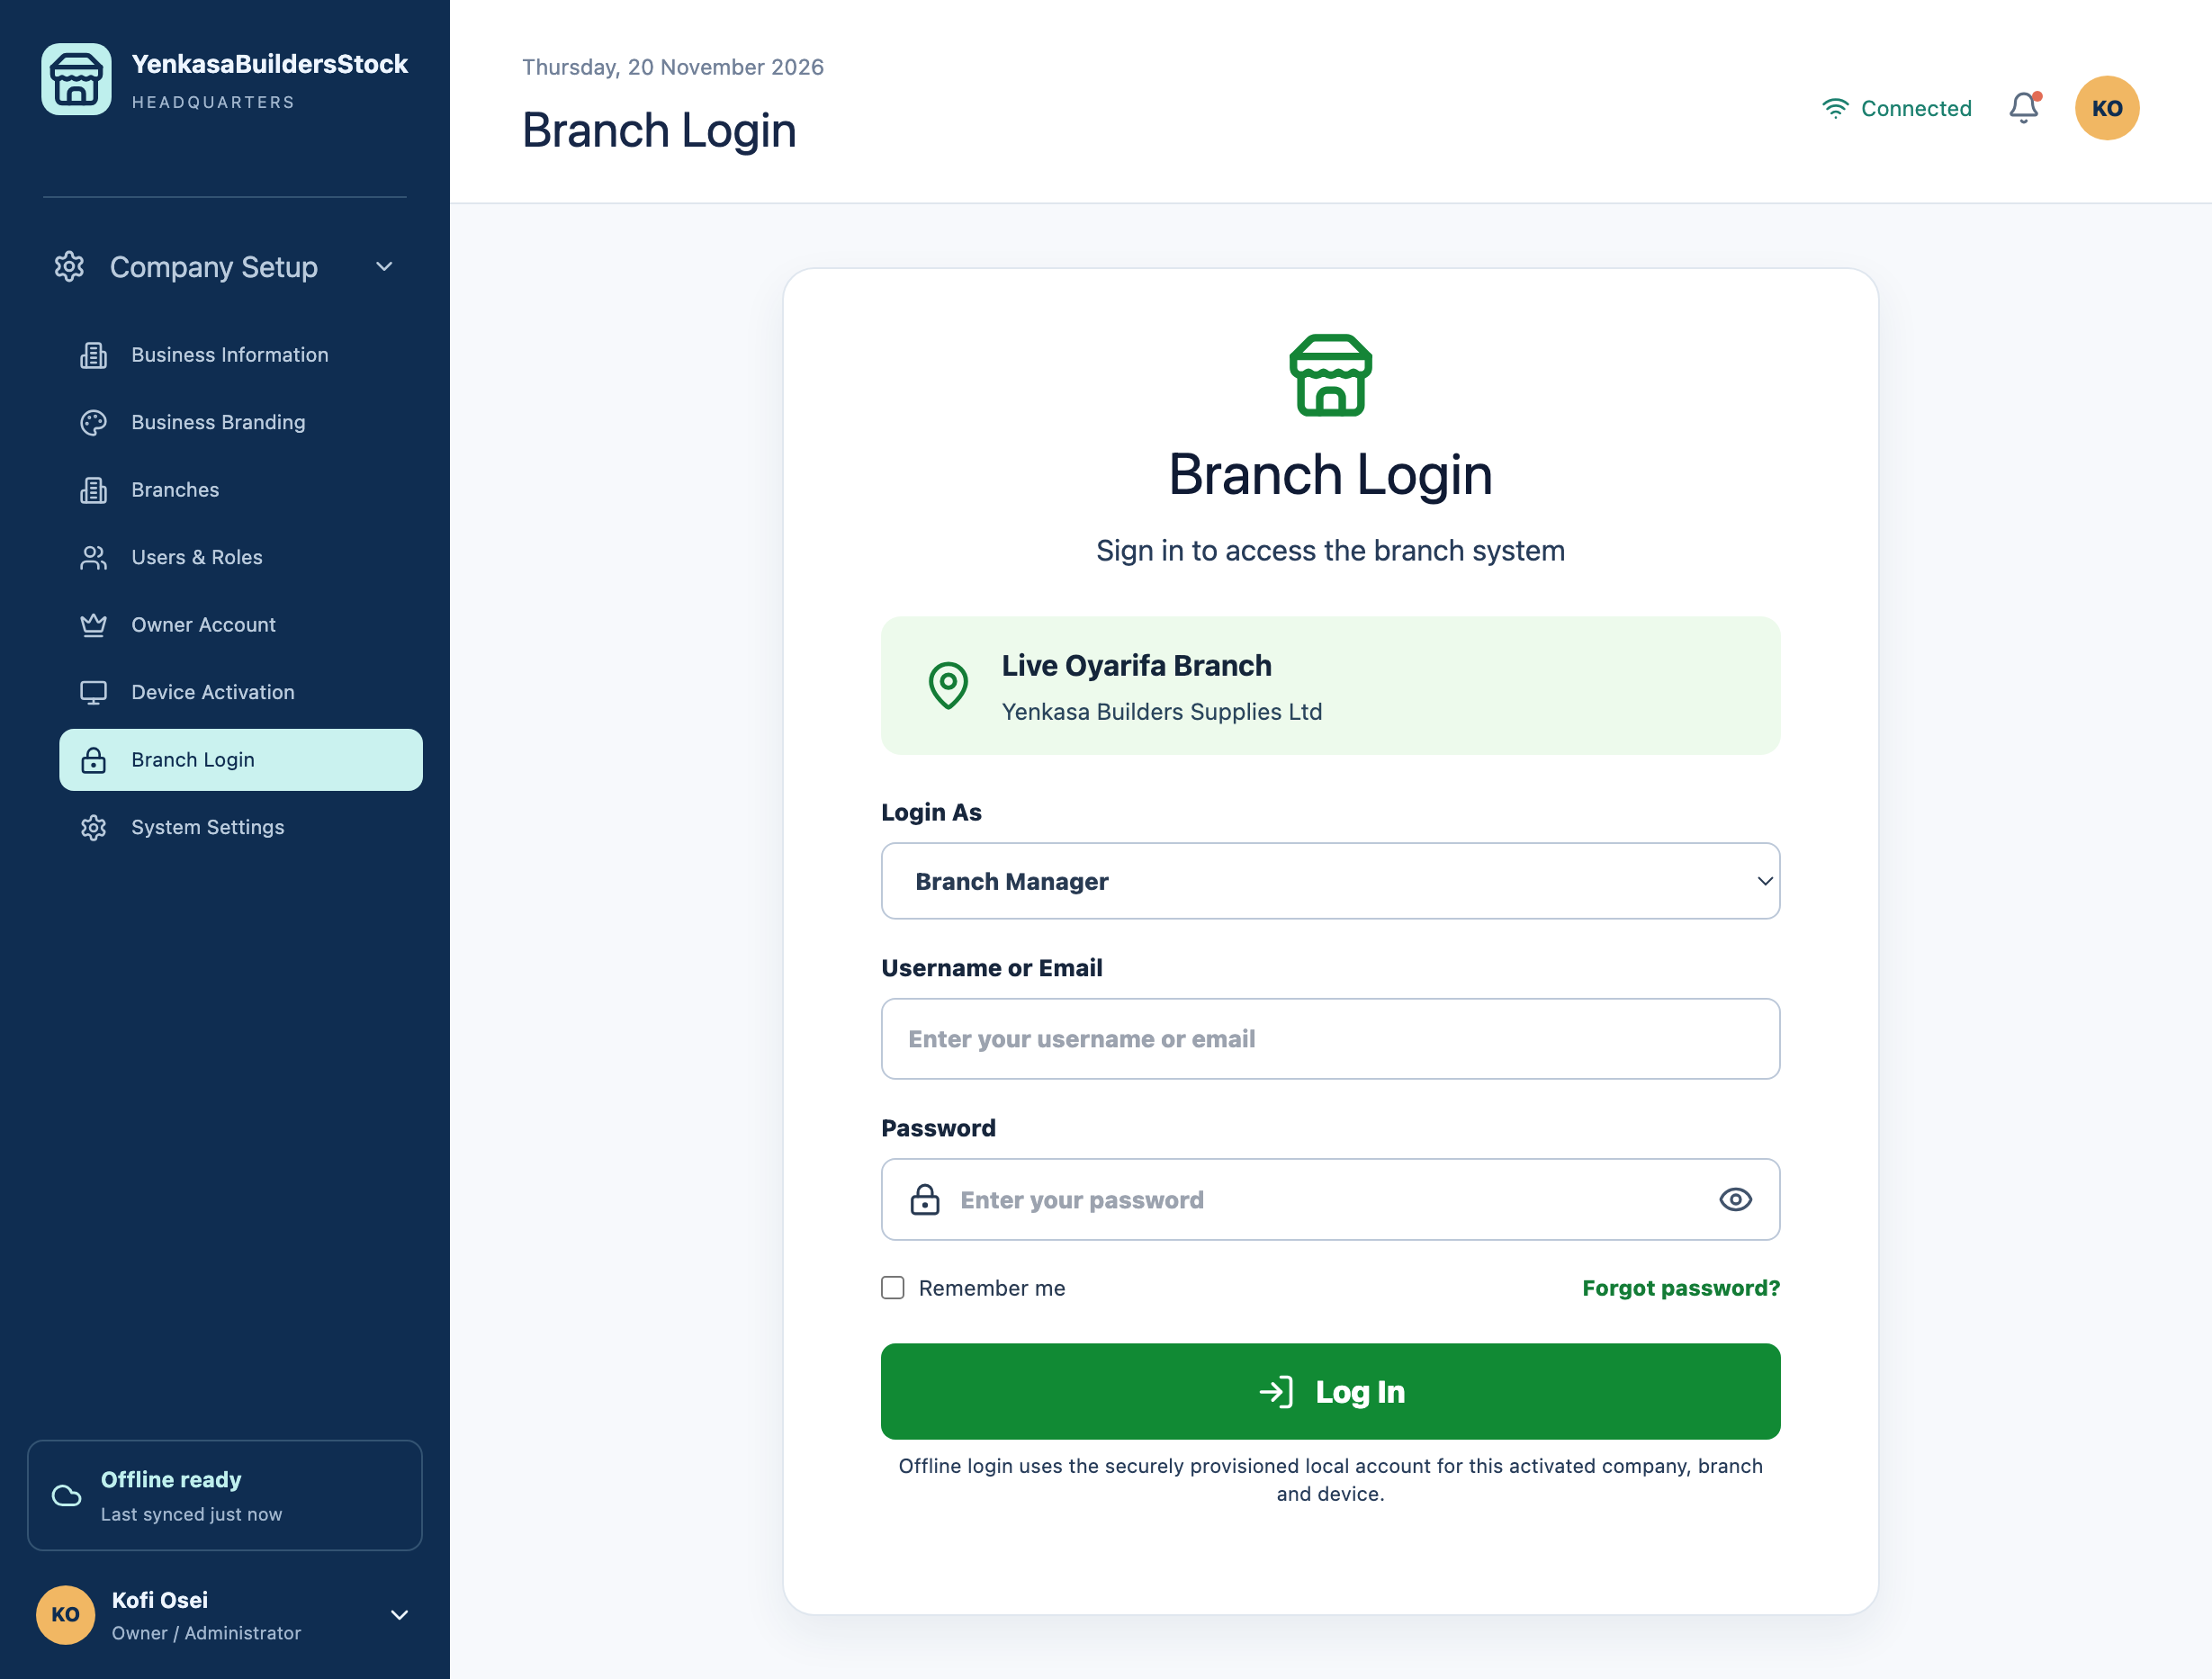 YenkasaBuildersStock
HEADQUARTERS
Company Setup
Business Information
Business Branding
Branches
Users & Roles
Owner Account
Device Activation
Branch Login
System Settings
Offline ready
Last synced just now
KO
Kofi Osei
Owner / Administrator
Thursday, 20 November 2026
Branch Login
Connected
KO
Branch Login
Sign in to access the branch system
Live Oyarifa Branch
Yenkasa Builders Supplies Ltd
Login As
Branch Manager
Username or Email
Enter your username or email
Password
Enter your password
Remember me
Forgot password?
Log In
Offline login uses the securely provisioned local account for this activated company, branch
and device.